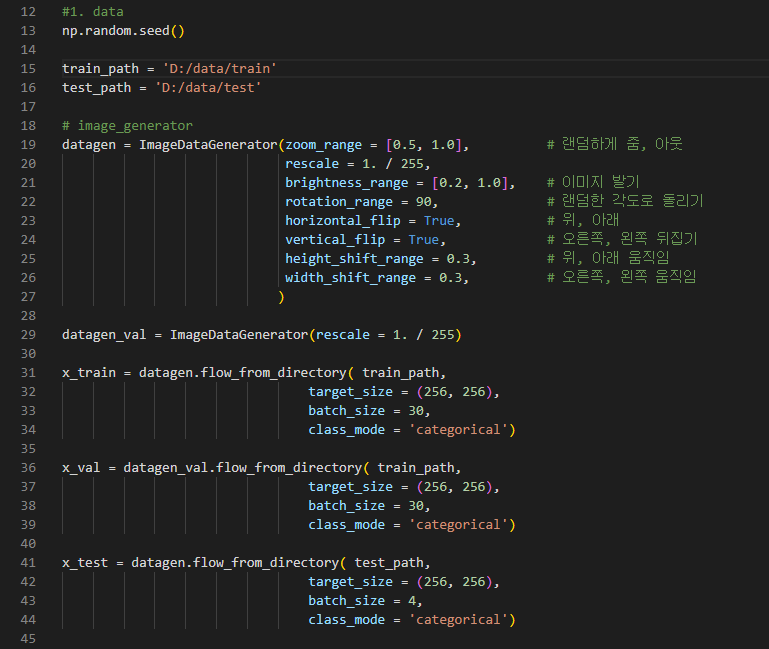 12 #1. data
13 np.random.seed()
14
15 train_path = 'D:/data/train'
16 test_path = 'D:/data/test'
17
18 # image_generator
19 datagen = ImageDataGenerator(zoom_range = [0.5, 1.0], # 랜덤하게 줌, 아웃
20 rescale = 1. / 255,
21 brightness_range = [0.2, 1.0], # 이미지 밝기
22 rotation_range = 90, # 랜덤한 각도로 돌리기
23 horizontal_flip = True, # 위, 아래
24 vertical_flip = True, # 오른쪽, 왼쪽 뒤집기
25 height_shift_range = 0.3, # 위, 아래 움직임
26 width_shift_range = 0.3, # 오른쪽, 왼쪽 움직임
27 )
28
29 datagen_val = ImageDataGenerator(rescale = 1. / 255)
30
31 x_train = datagen.flow_from_directory( train_path,
32 target_size = (256, 256),
33 batch_size = 30,
34 class_mode = 'categorical')
35
36 x_val = datagen_val.flow_from_directory( train_path,
37 target_size = (256, 256),
38 batch_size = 30,
39 class_mode = 'categorical')
40
41 x_test = datagen.flow_from_directory( test_path,
42 target_size = (256, 256),
43 batch_size = 4,
44 class_mode = 'categorical')
45